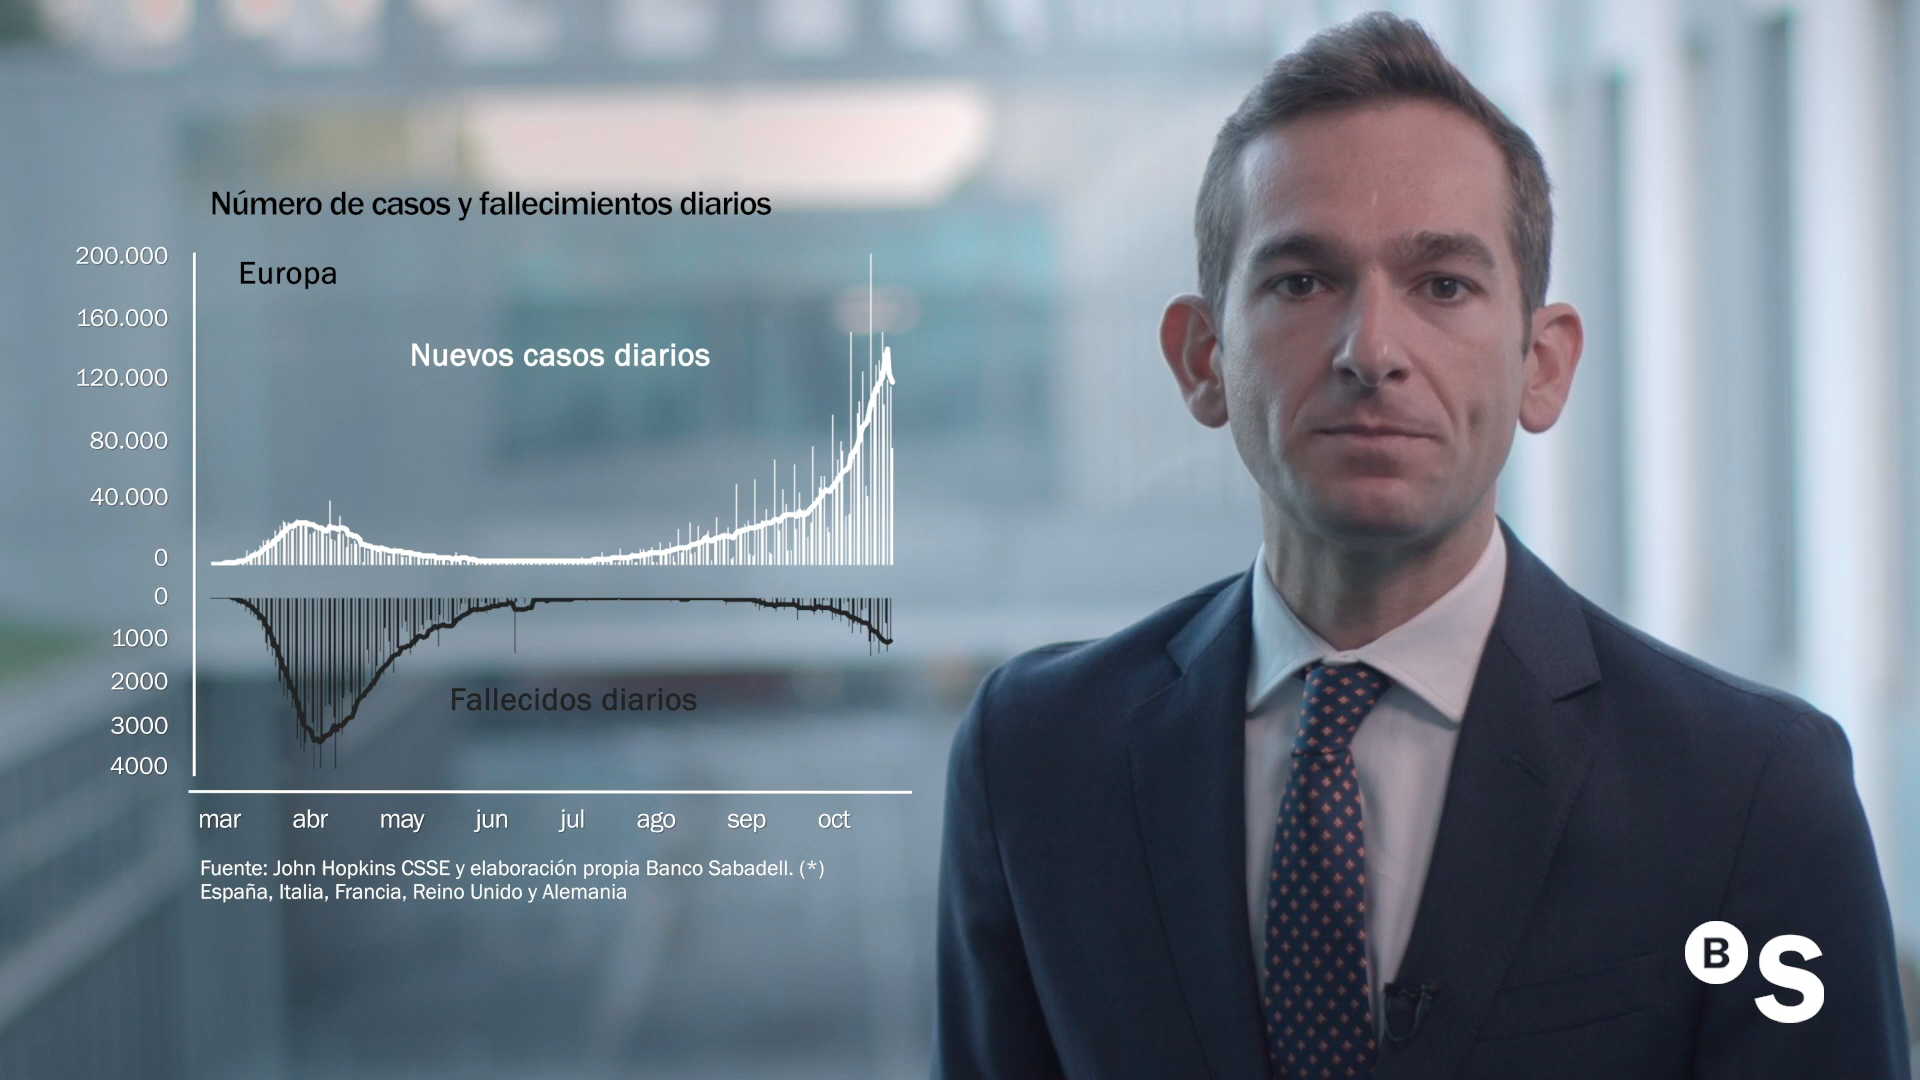 Número de casos y fallecimientos diarios
Europa
200.000
160.000
120.000
80.000
40.000
0
Nuevos casos diarios
0
1000
2000
3000
4000
Fallecidos diarios
mar abr may jun jul ago sep oct
Fuente: John Hopkins CSSE y elaboración propia Banco Sabadell. (*)
España, Italia, Francia, Reino Unido y Alemania
B S